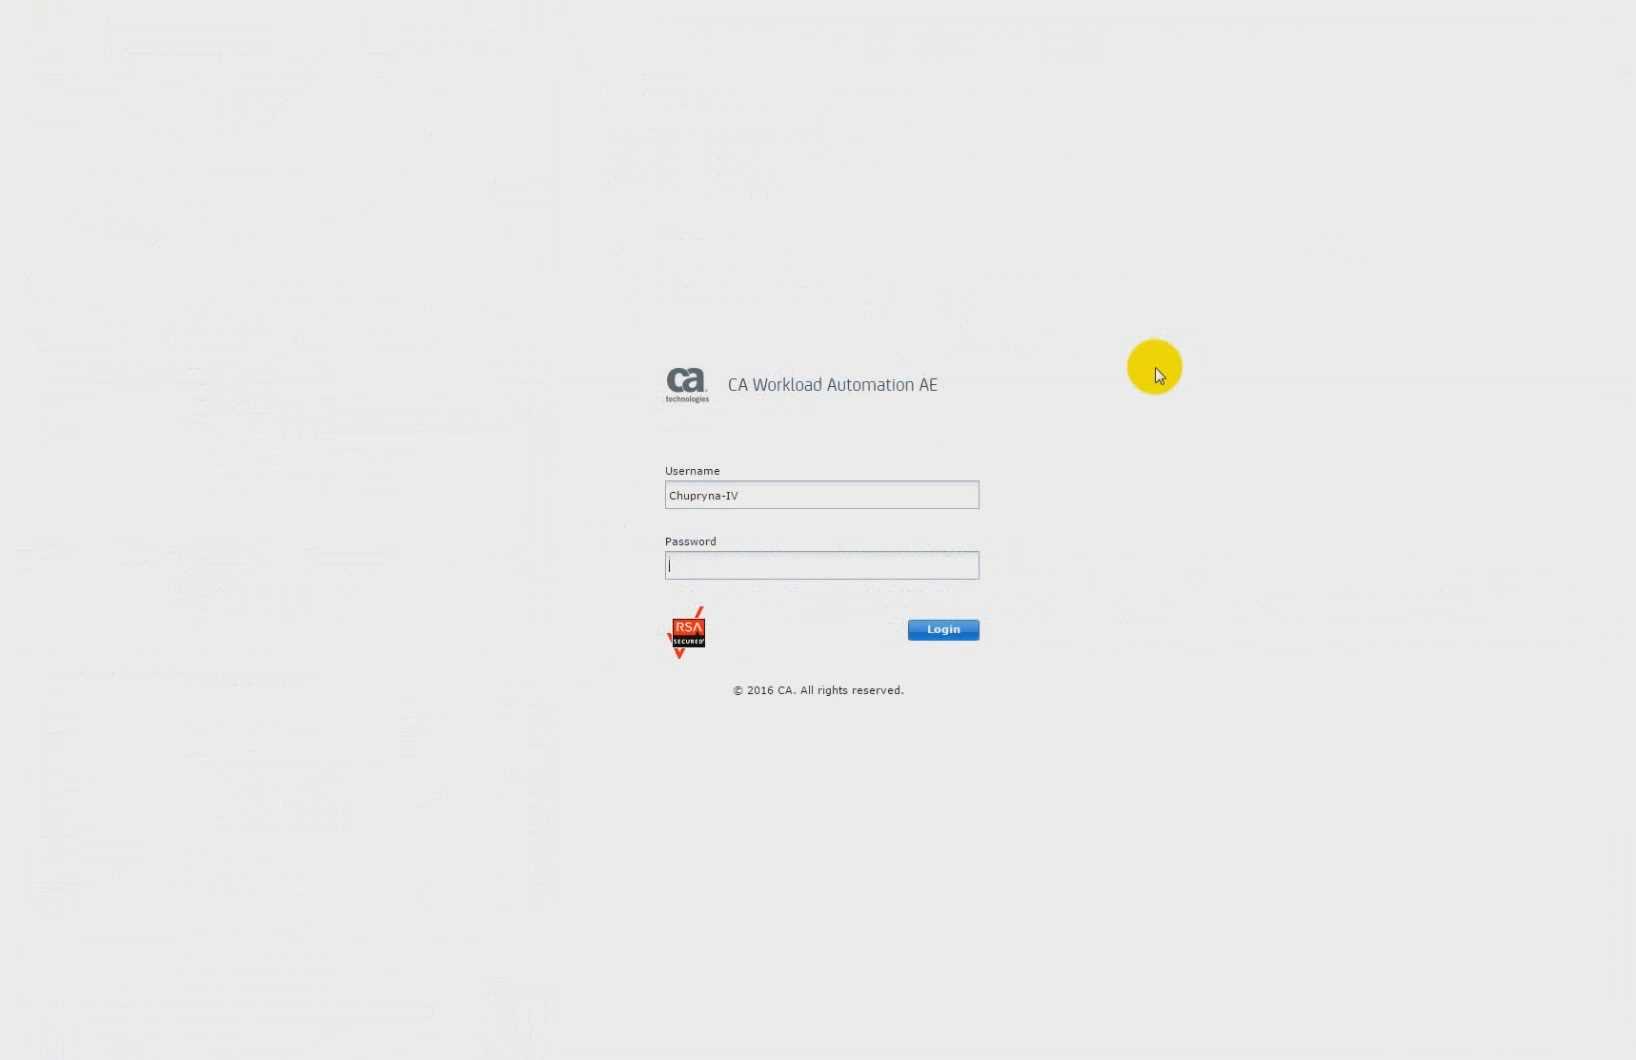 ca
technologies
CA Workload Automation AE
Username
Chupryna-IV
Password
RSA
SECURED
Login
© 2016 CA. All rights reserved.